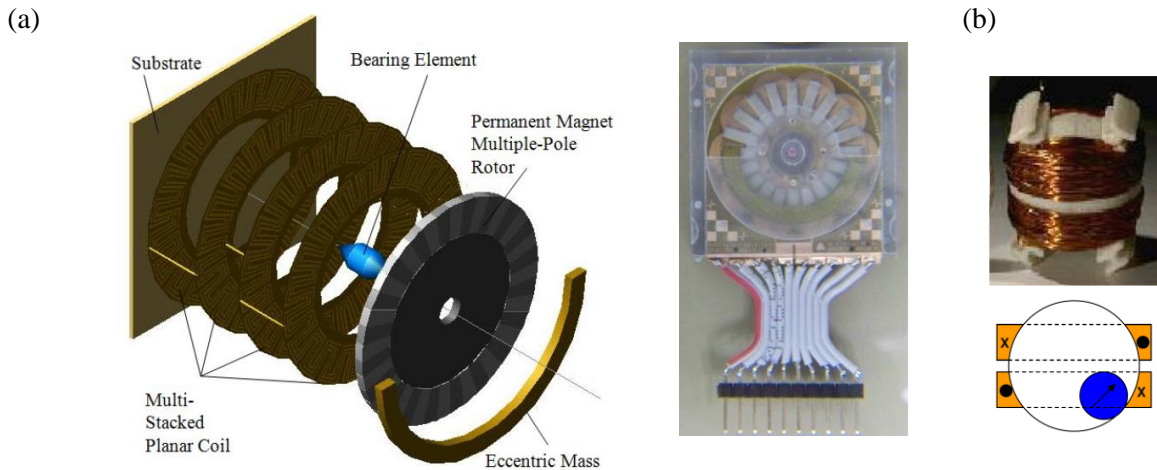 (a)
(b)
Substrate
Bearing Element
Permanent Magnet
Multiple-Pole
Rotor
Multi-
Stacked
Planar Coil
Eccentric Mass
x
x